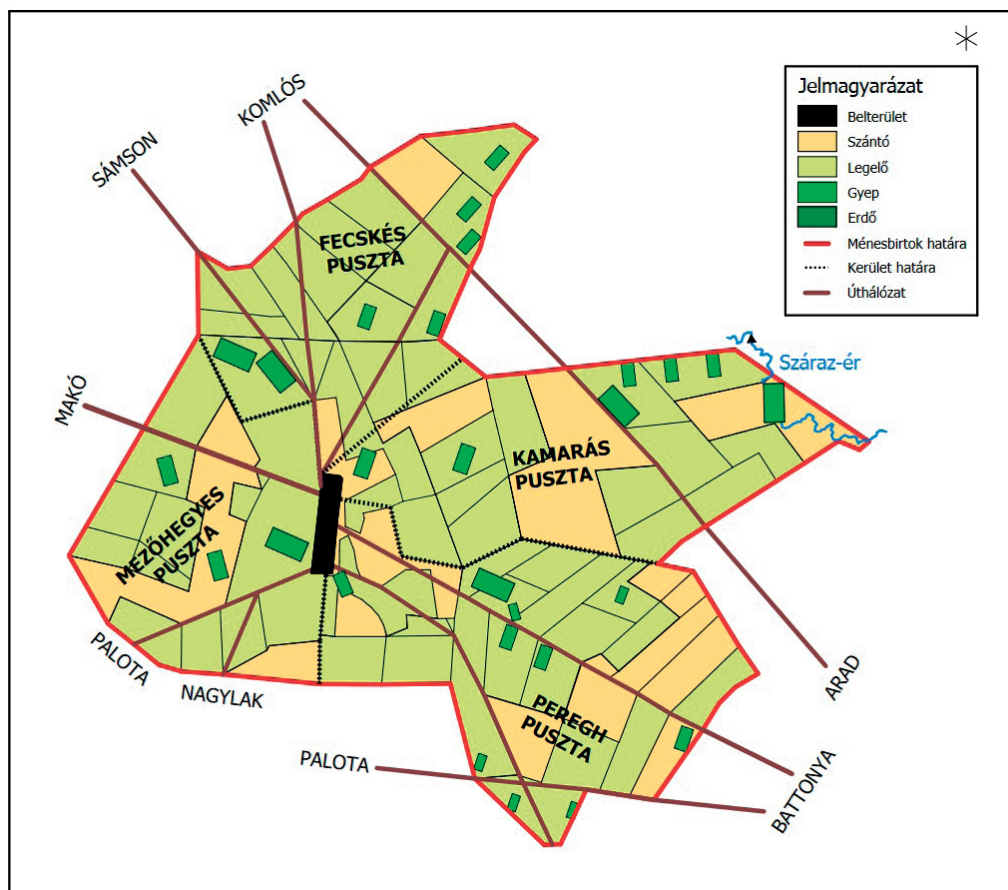 Jelmagyarázat
Belterület
Szántó
Legelő
Gyep
Erdő
Ménesbirtok határa
Kerület határa
Úthálózat
KOMLÓS
SÁMSON
FECSKÉS
PUSZTA
Száraz-ér
MAKÓ
KAMARÁS
PUSZTA
MEZŐHEGYES
PUSZTA
PALOTA
NAGYLAK
ARAD
PEREGH
PUSZTA
PALOTA
BATTONYA